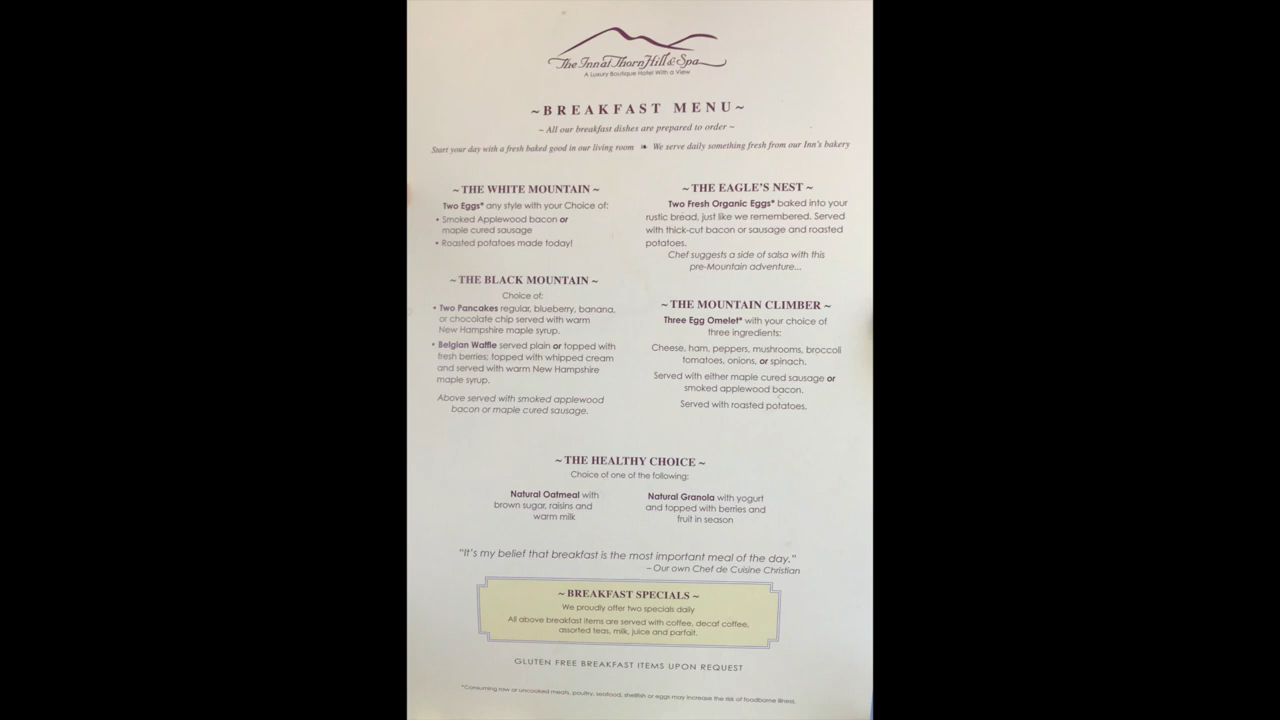 The Inn at Thorn Hill & Spa
A Luxury Boutique Hotel With a View
~BREAKFAST MENU~
~ All our breakfast dishes are prepared to order ~
Start your day with a fresh baked good in our living room ❧ We serve daily something fresh from our Inn's bakery
~ THE WHITE MOUNTAIN ~
Two Eggs* any style with your Choice of:
• Smoked Applewood bacon or
maple cured sausage
• Roasted potatoes made today!
~ THE BLACK MOUNTAIN ~
Choice of:
• Two Pancakes regular, blueberry, banana,
or chocolate chip served with warm
New Hampshire maple syrup.
• Belgian Waffle served plain or topped with
fresh berries; topped with whipped cream
and served with warm New Hampshire
maple syrup.
Above served with smoked applewood
bacon or maple cured sausage.
~ THE EAGLE'S NEST ~
Two Fresh Organic Eggs* baked into your
rustic bread, just like we remembered. Served
with thick-cut bacon or sausage and roasted
potatoes.
Chef suggests a side of salsa with this
pre-Mountain adventure...
~ THE MOUNTAIN CLIMBER ~
Three Egg Omelet* with your choice of
three ingredients:
Cheese, ham, peppers, mushrooms, broccoli
tomatoes, onions, or spinach.
Served with either maple cured sausage or
smoked applewood bacon.
Served with roasted potatoes.
~ THE HEALTHY CHOICE ~
Choice of one of the following:
Natural Oatmeal with
brown sugar, raisins and
warm milk
Natural Granola with yogurt
and topped with berries and
fruit in season
"It's my belief that breakfast is the most important meal of the day."
– Our own Chef de Cuisine Christian
~ BREAKFAST SPECIALS ~
We proudly offer two specials daily
All above breakfast items are served with coffee, decaf coffee,
assorted teas, milk, juice and parfait.
GLUTEN FREE BREAKFAST ITEMS UPON REQUEST
*Consuming raw or uncooked meats, poultry, seafood, shellfish or eggs may increase the risk of foodborne illness.